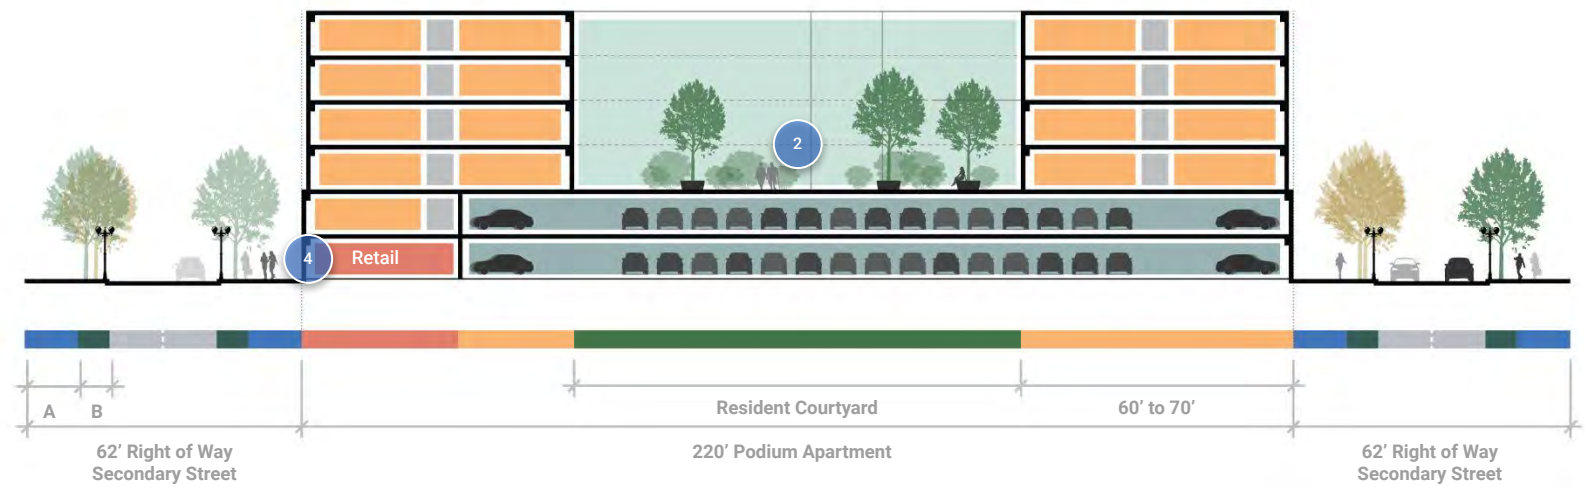 2
4
Retail
A
B
Resident Courtyard
60’ to 70’
62’ Right of Way
Secondary Street
220’ Podium Apartment
62’ Right of Way
Secondary Street